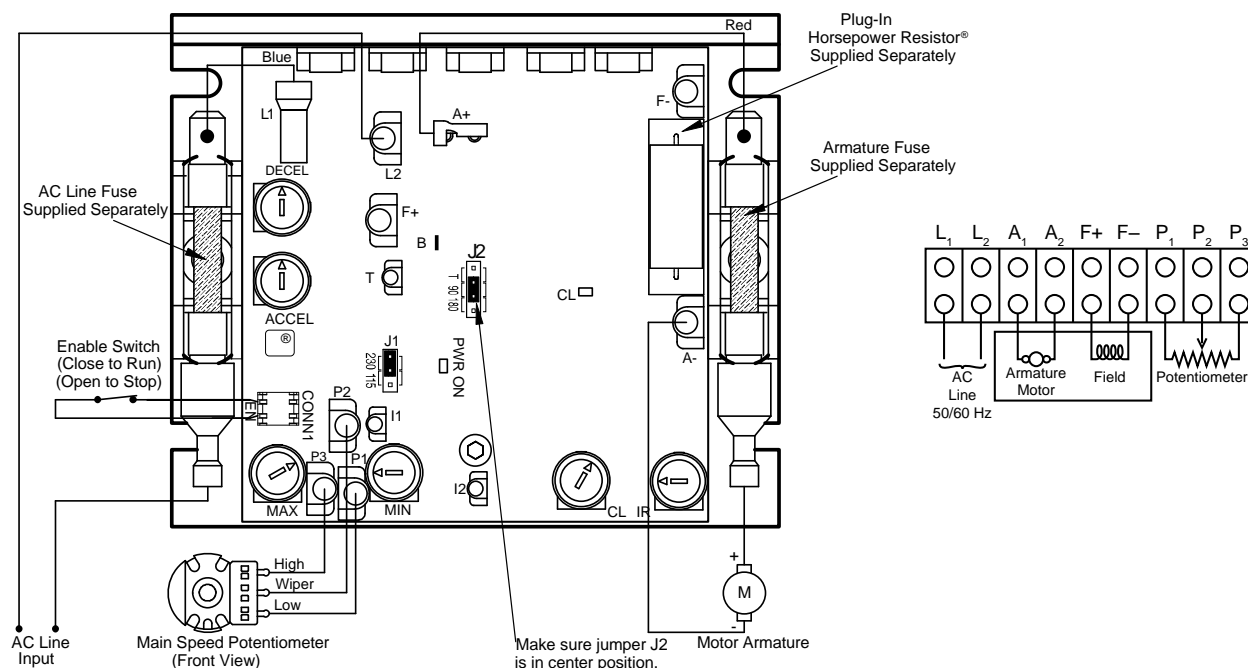 Plug-In
Horsepower Resistor®
Supplied Separately
Red
Blue
L1
A+
F-
L2
DECEL
AC Line Fuse
Supplied Separately
Armature Fuse
Supplied Separately
F+
B
J2
T
T 90 180
CL
ACCEL
®
J1
230 115
PWR ON
A-
Enable Switch
(Close to Run)
(Open to Stop)
EN
CONN1
P2
I1
P3
P1
I2
MAX
MIN
CL
IR
High
Wiper
Low
+
M
-
AC Line
Input
Main Speed Potentiometer
(Front View)
Make sure jumper J2
is in center position.
Motor Armature
L1 L2 A1 A2 F+ F– P1 P2 P3
AC
Line
50/60 Hz
Armature
Motor
Field
Potentiometer